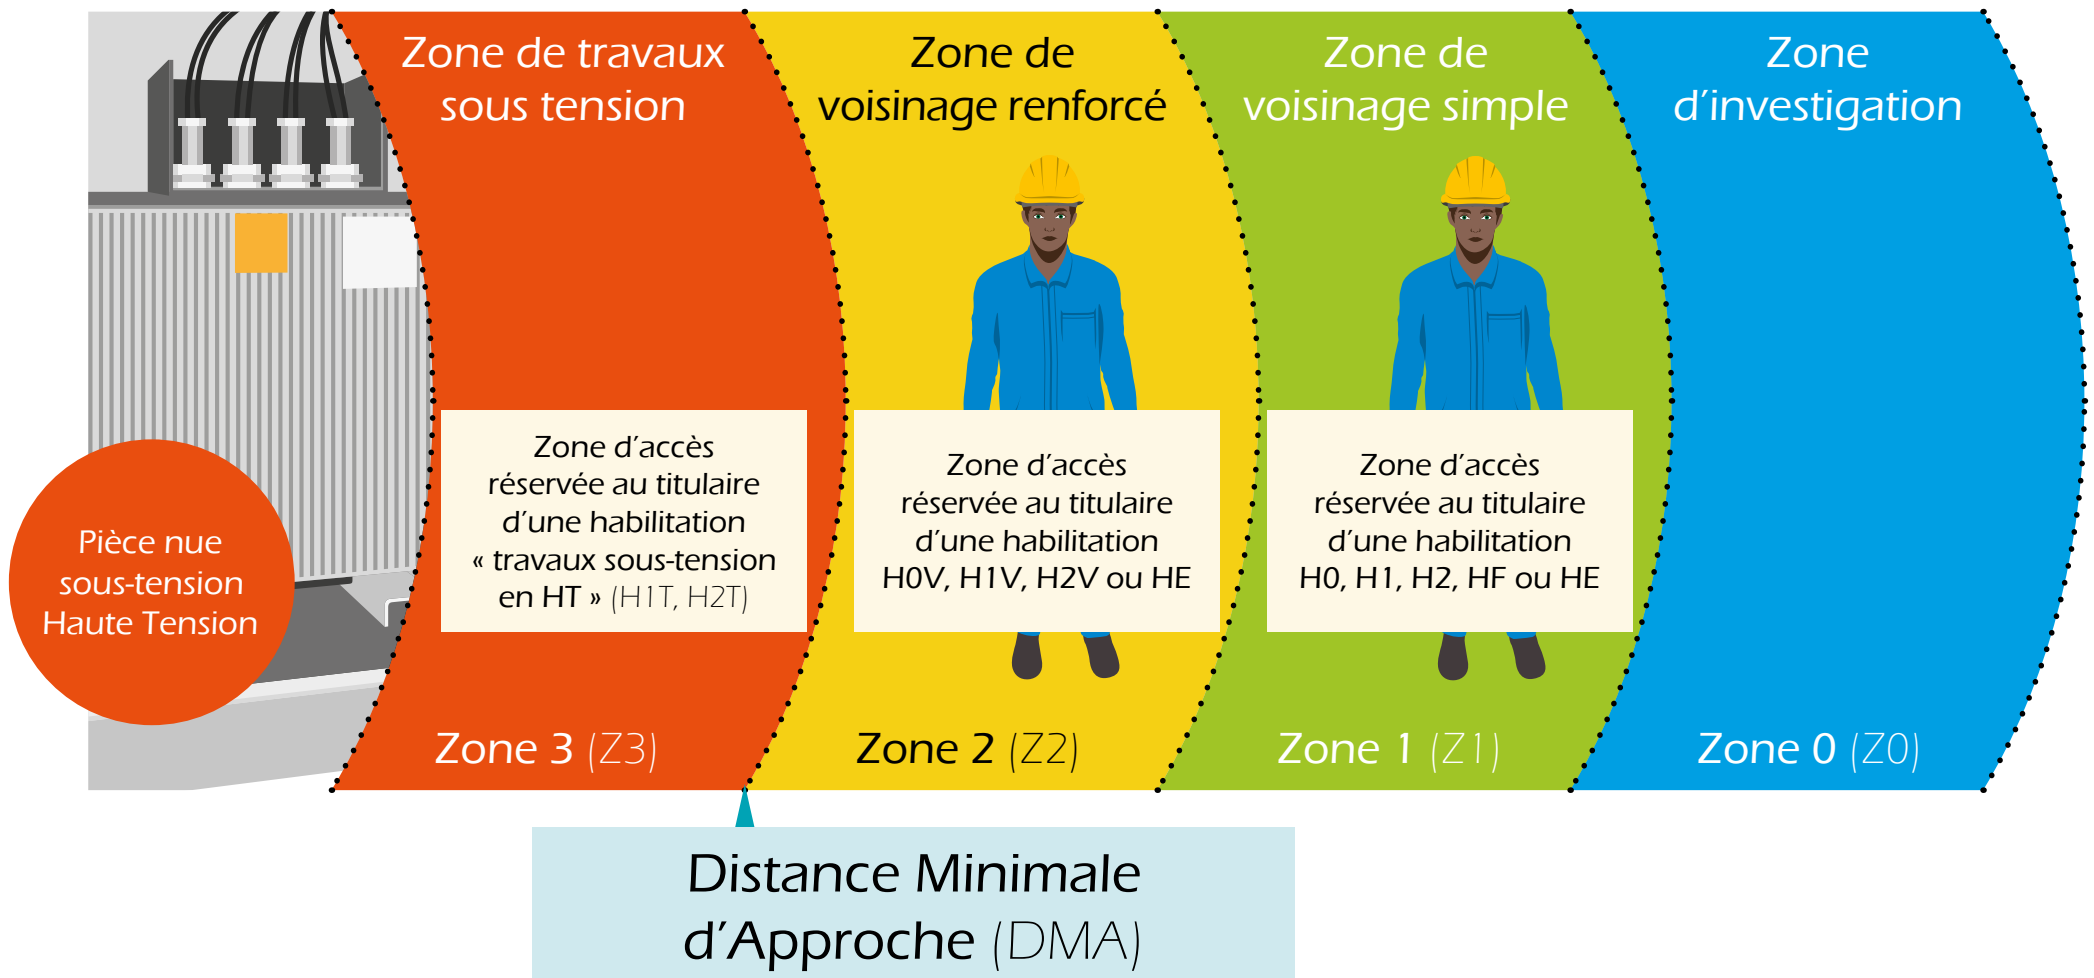 Zone de travaux
sous tension
Zone de
voisinage renforcé
Zone de
voisinage simple
Zone
d’investigation
Pièce nue
sous-tension
Haute Tension
Zone d’accès
réservée au titulaire
d’une habilitation
« travaux sous-tension
en HT » (H1T, H2T)
Zone d’accès
réservée au titulaire
d’une habilitation
H0V, H1V, H2V ou HE
Zone d’accès
réservée au titulaire
d’une habilitation
H0, H1, H2, HF ou HE
Zone 3 (Z3)
Zone 2 (Z2)
Zone 1 (Z1)
Zone 0 (Z0)
Distance Minimale
d’Approche (DMA)